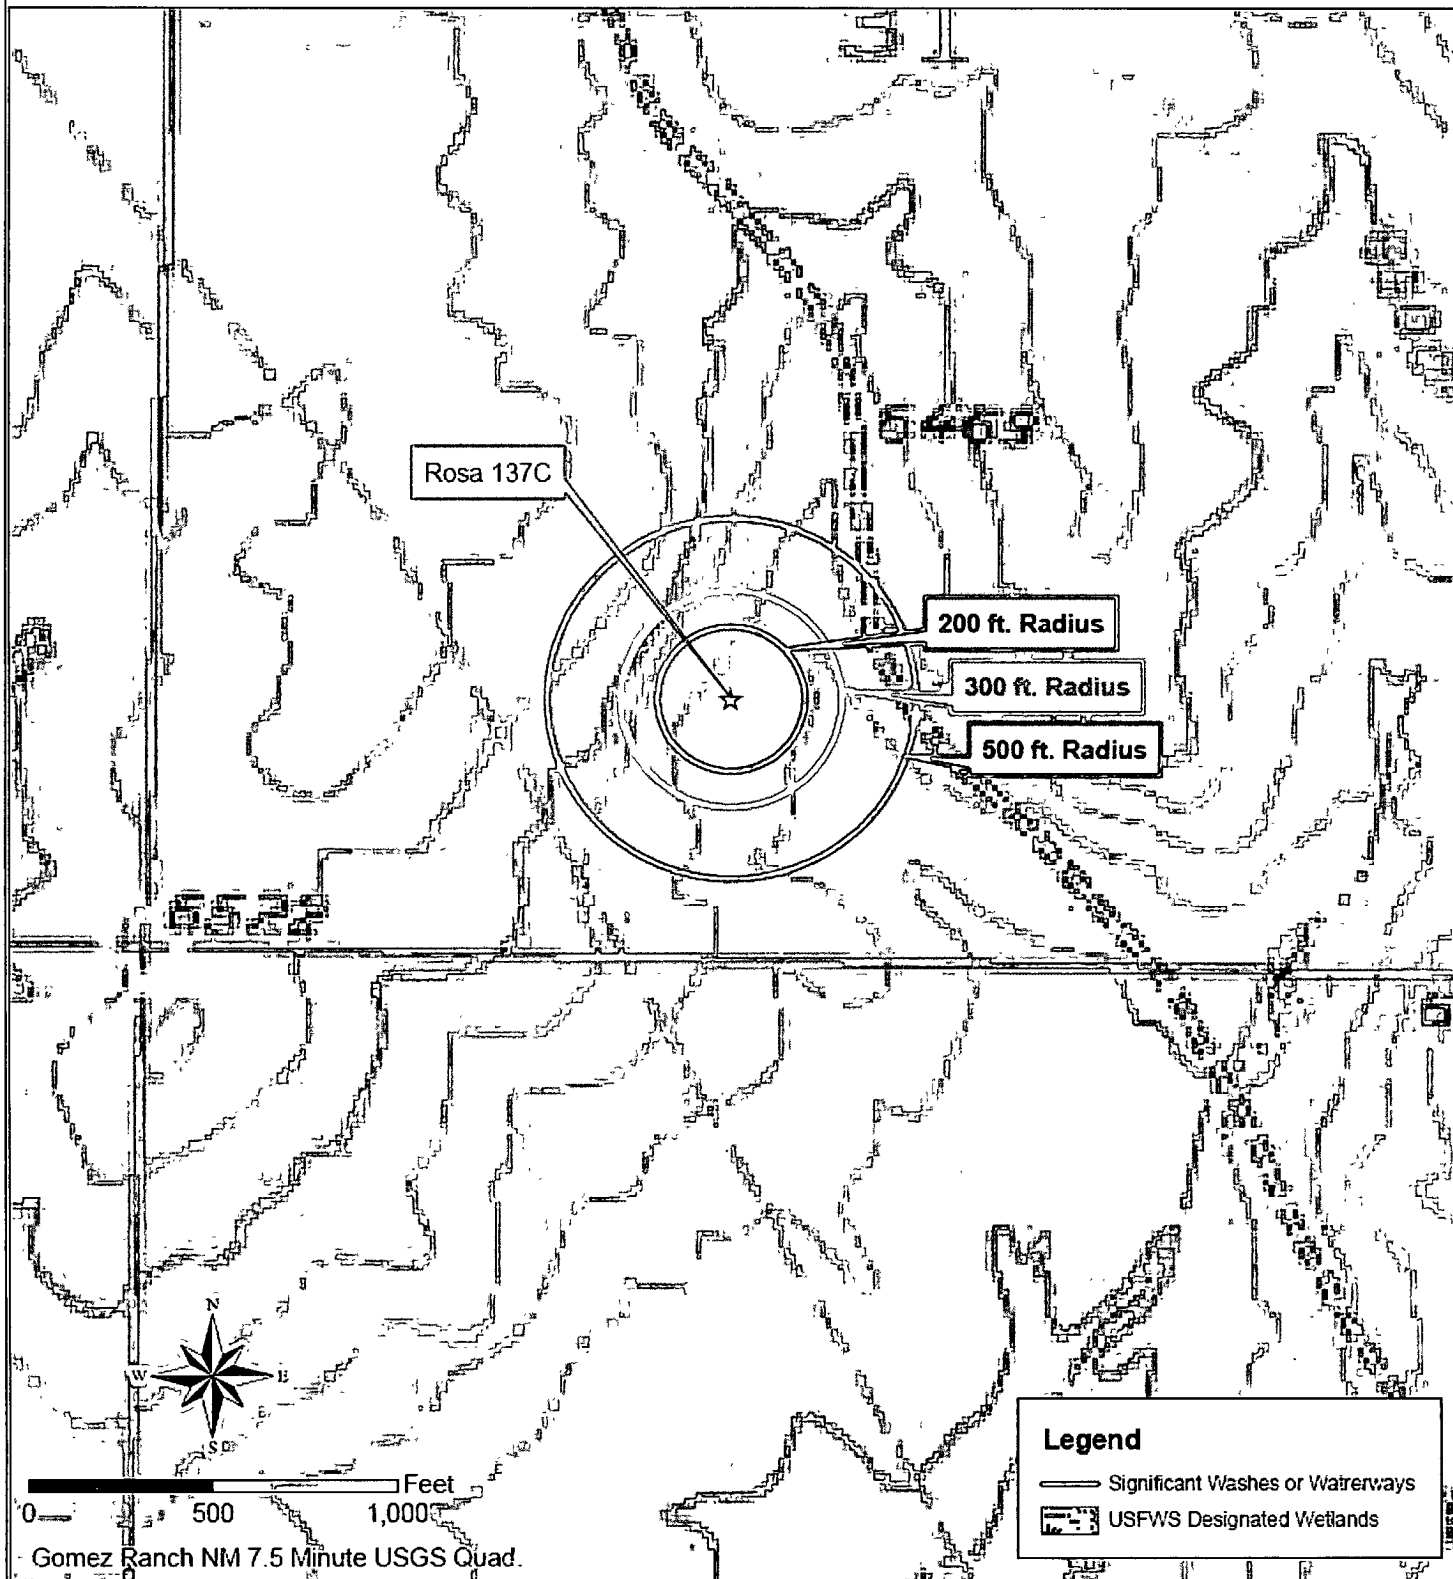 Rosa 137C
200 ft. Radius
300 ft. Radius
500 ft. Radius
N
W
E
S
Feet
0
500
1,000
Gomez Ranch NM 7.5 Minute USGS Quad.
Legend
Significant Washes or Watrerways
USFWS Designated Wetlands